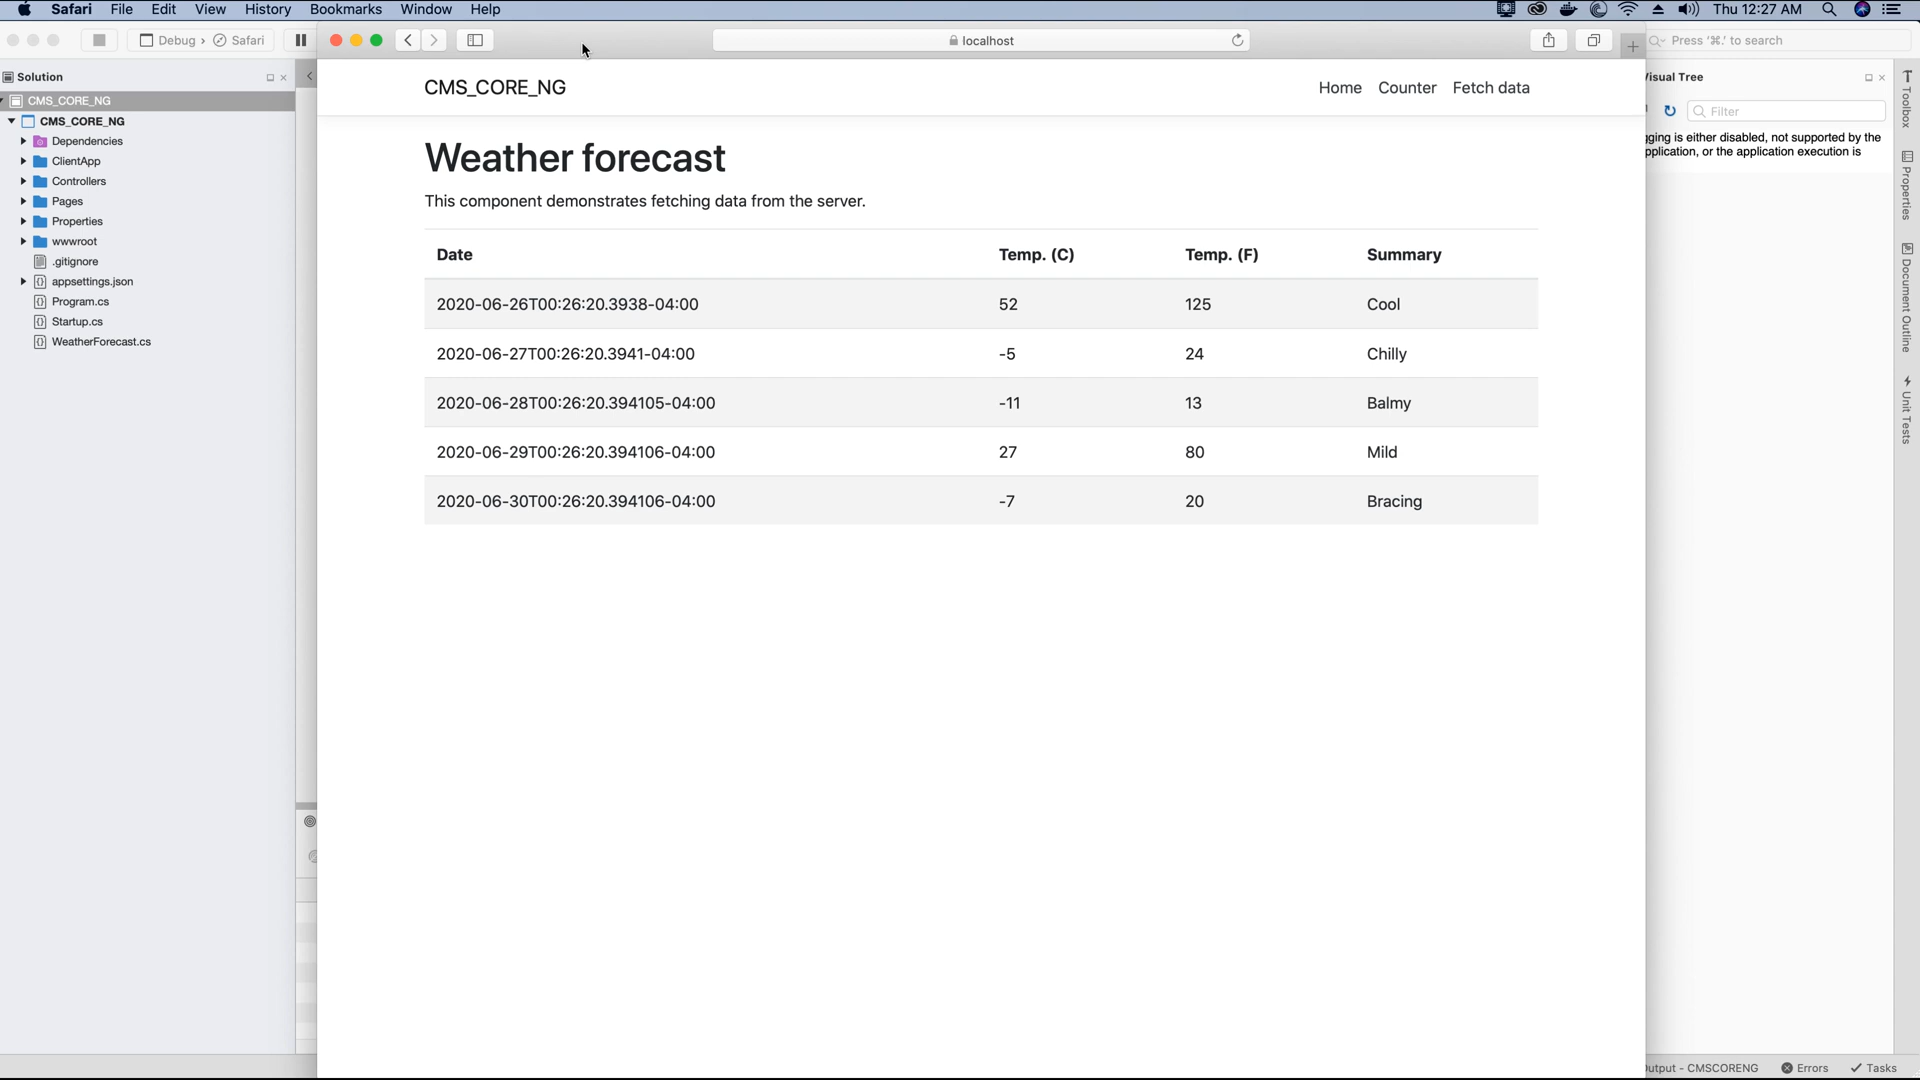 Safari File Edit View History Bookmarks Window Help Thu 12:27 AM
Debug › Safari
localhost
Press '⌘.' to search
Solution
CMS_CORE_NG
CMS_CORE_NG
Dependencies
ClientApp
Controllers
Pages
Properties
wwwroot
.gitignore
appsettings.json
Program.cs
Startup.cs
WeatherForecast.cs
CMS_CORE_NG
Home Counter Fetch data
Weather forecast
This component demonstrates fetching data from the server.
Date Temp. (C) Temp. (F) Summary
2020-06-26T00:26:20.3938-04:00 52 125 Cool
2020-06-27T00:26:20.3941-04:00 -5 24 Chilly
2020-06-28T00:26:20.394105-04:00 -11 13 Balmy
2020-06-29T00:26:20.394106-04:00 27 80 Mild
2020-06-30T00:26:20.394106-04:00 -7 20 Bracing
isual Tree
Filter
gging is either disabled, not supported by the
pplication, or the application execution is
Toolbox
Properties
Document Outline
Unit Tests
utput - CMSCORENG Errors Tasks